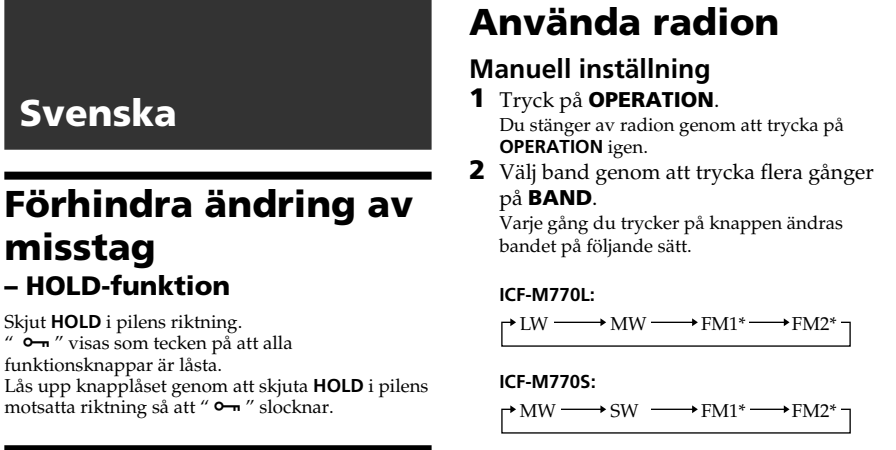 Svenska
Förhindra ändring av
misstag
– HOLD-funktion
Skjut HOLD i pilens riktning.
“ ” visas som tecken på att alla
funktionsknappar är låsta.
Lås upp knapplåset genom att skjuta HOLD i pilens
motsatta riktning så att “ ” slocknar.
Använda radion
Manuell inställning
1 Tryck på OPERATION.
Du stänger av radion genom att trycka på
OPERATION igen.
2 Välj band genom att trycka flera gånger
på BAND.
Varje gång du trycker på knappen ändras
bandet på följande sätt.
ICF-M770L:
LW → MW → FM1* → FM2*
ICF-M770S:
MW → SW → FM1* → FM2*